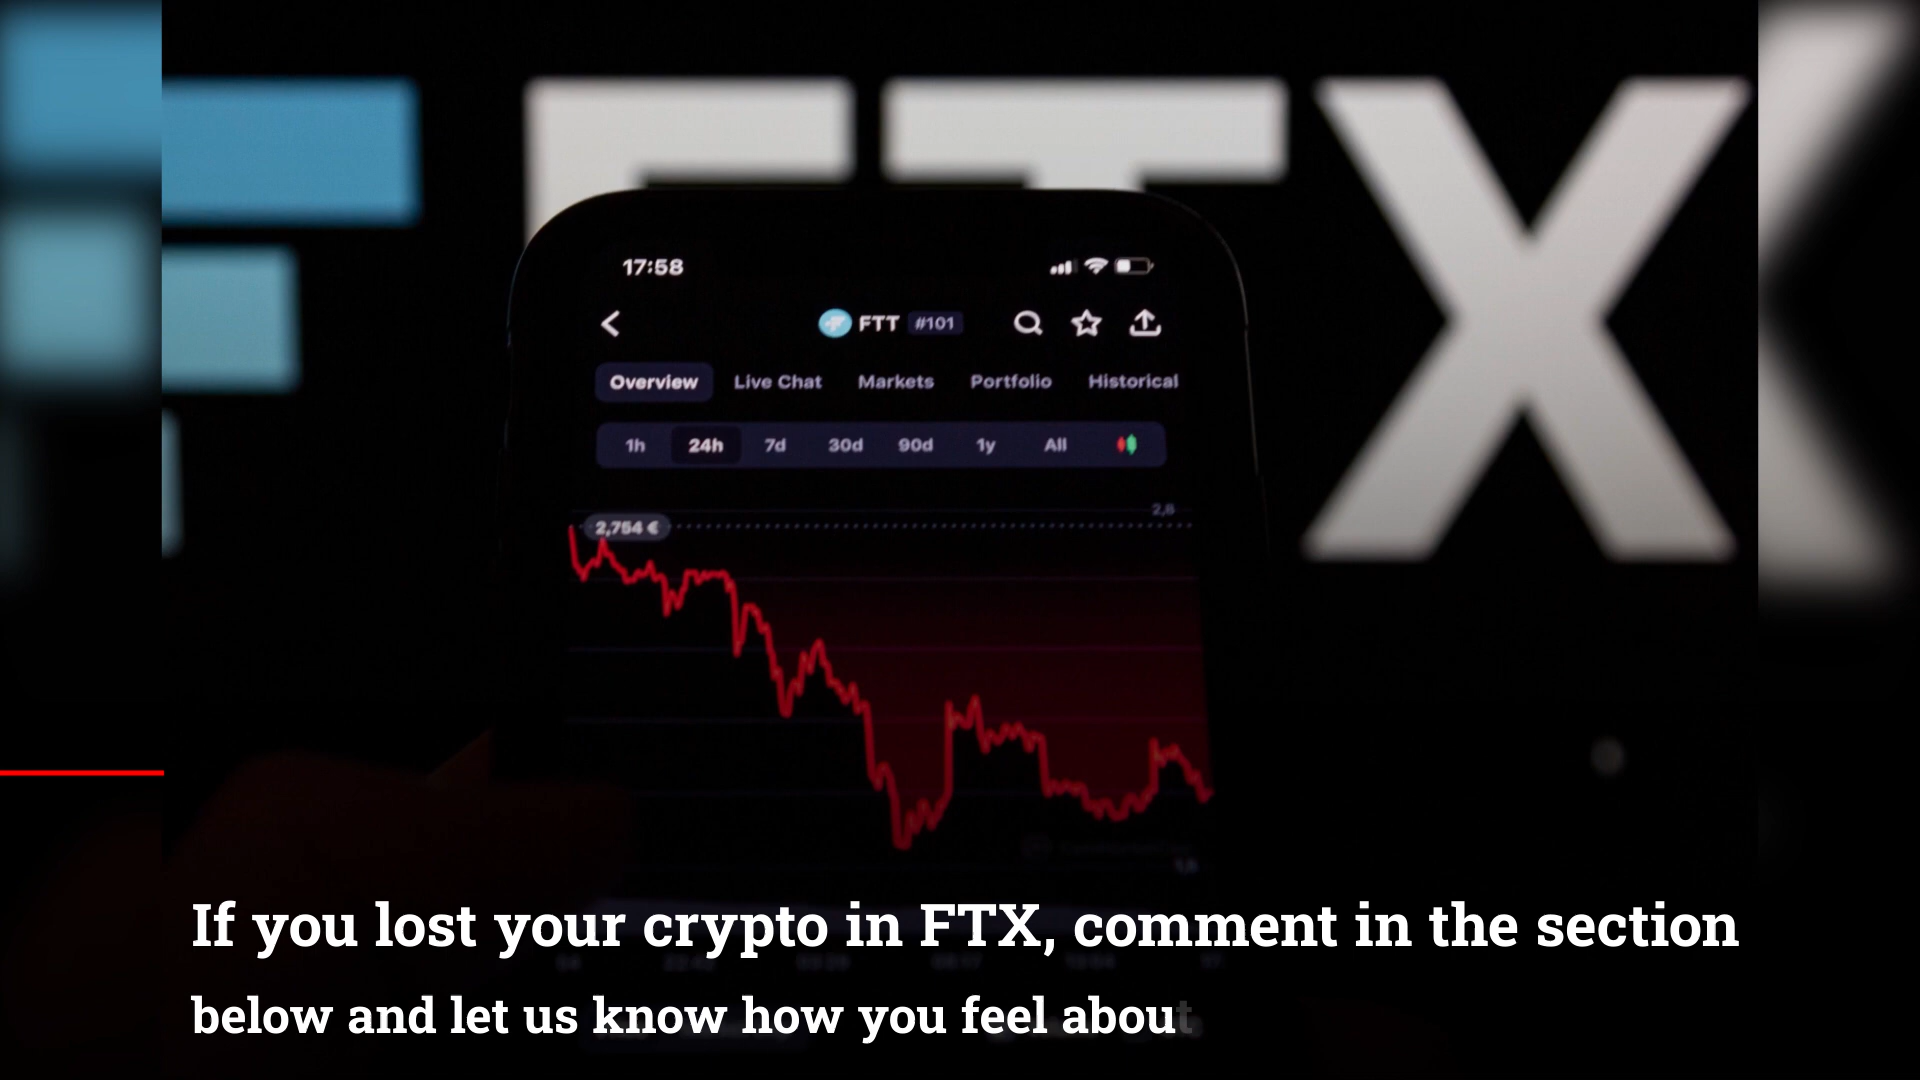 FTX
17:58
FTT #101
Overview Live Chat Markets Portfolio Historical
1h 24h 7d 30d 90d 1y All
2,754 €
If you lost your crypto in FTX, comment in the section
below and let us know how you feel about